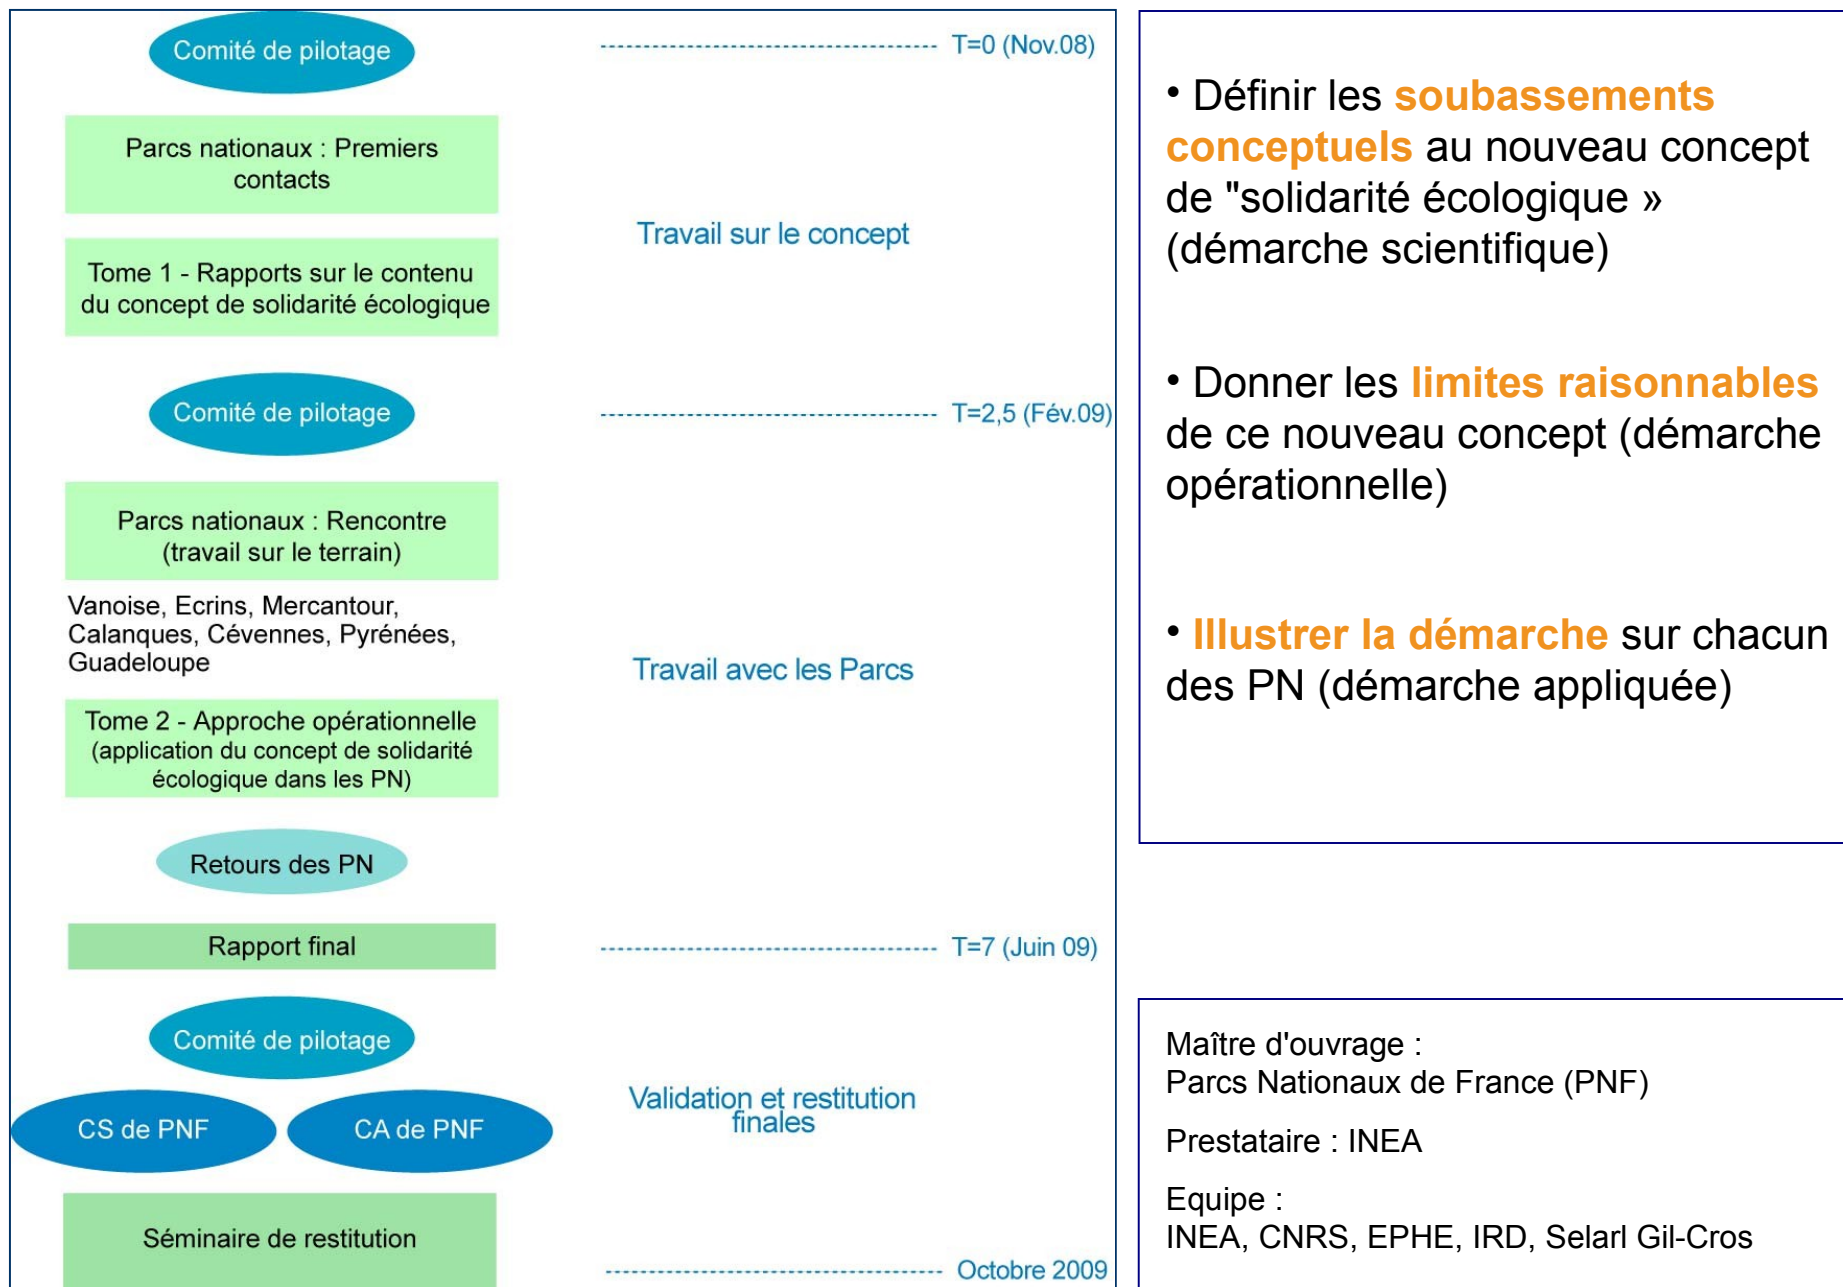 Comité de pilotage
T=0 (Nov.08)
Parcs nationaux : Premiers
contacts
Travail sur le concept
Tome 1 - Rapports sur le contenu
du concept de solidarité écologique
Comité de pilotage
T=2,5 (Fév.09)
Parcs nationaux : Rencontre
(travail sur le terrain)
Vanoise, Ecrins, Mercantour,
Calanques, Cévennes, Pyrénées,
Guadeloupe
Travail avec les Parcs
Tome 2 - Approche opérationnelle
(application du concept de solidarité
écologique dans les PN)
Retours des PN
Rapport final
T=7 (Juin 09)
Comité de pilotage
CS de PNF
CA de PNF
Validation et restitution
finales
Séminaire de restitution
Octobre 2009
• Définir les soubassements
conceptuels au nouveau concept
de "solidarité écologique »
(démarche scientifique)
• Donner les limites raisonnables
de ce nouveau concept (démarche
opérationnelle)
• Illustrer la démarche sur chacun
des PN (démarche appliquée)
Maître d'ouvrage :
Parcs Nationaux de France (PNF)
Prestataire : INEA
Equipe :
INEA, CNRS, EPHE, IRD, Selarl Gil-Cros